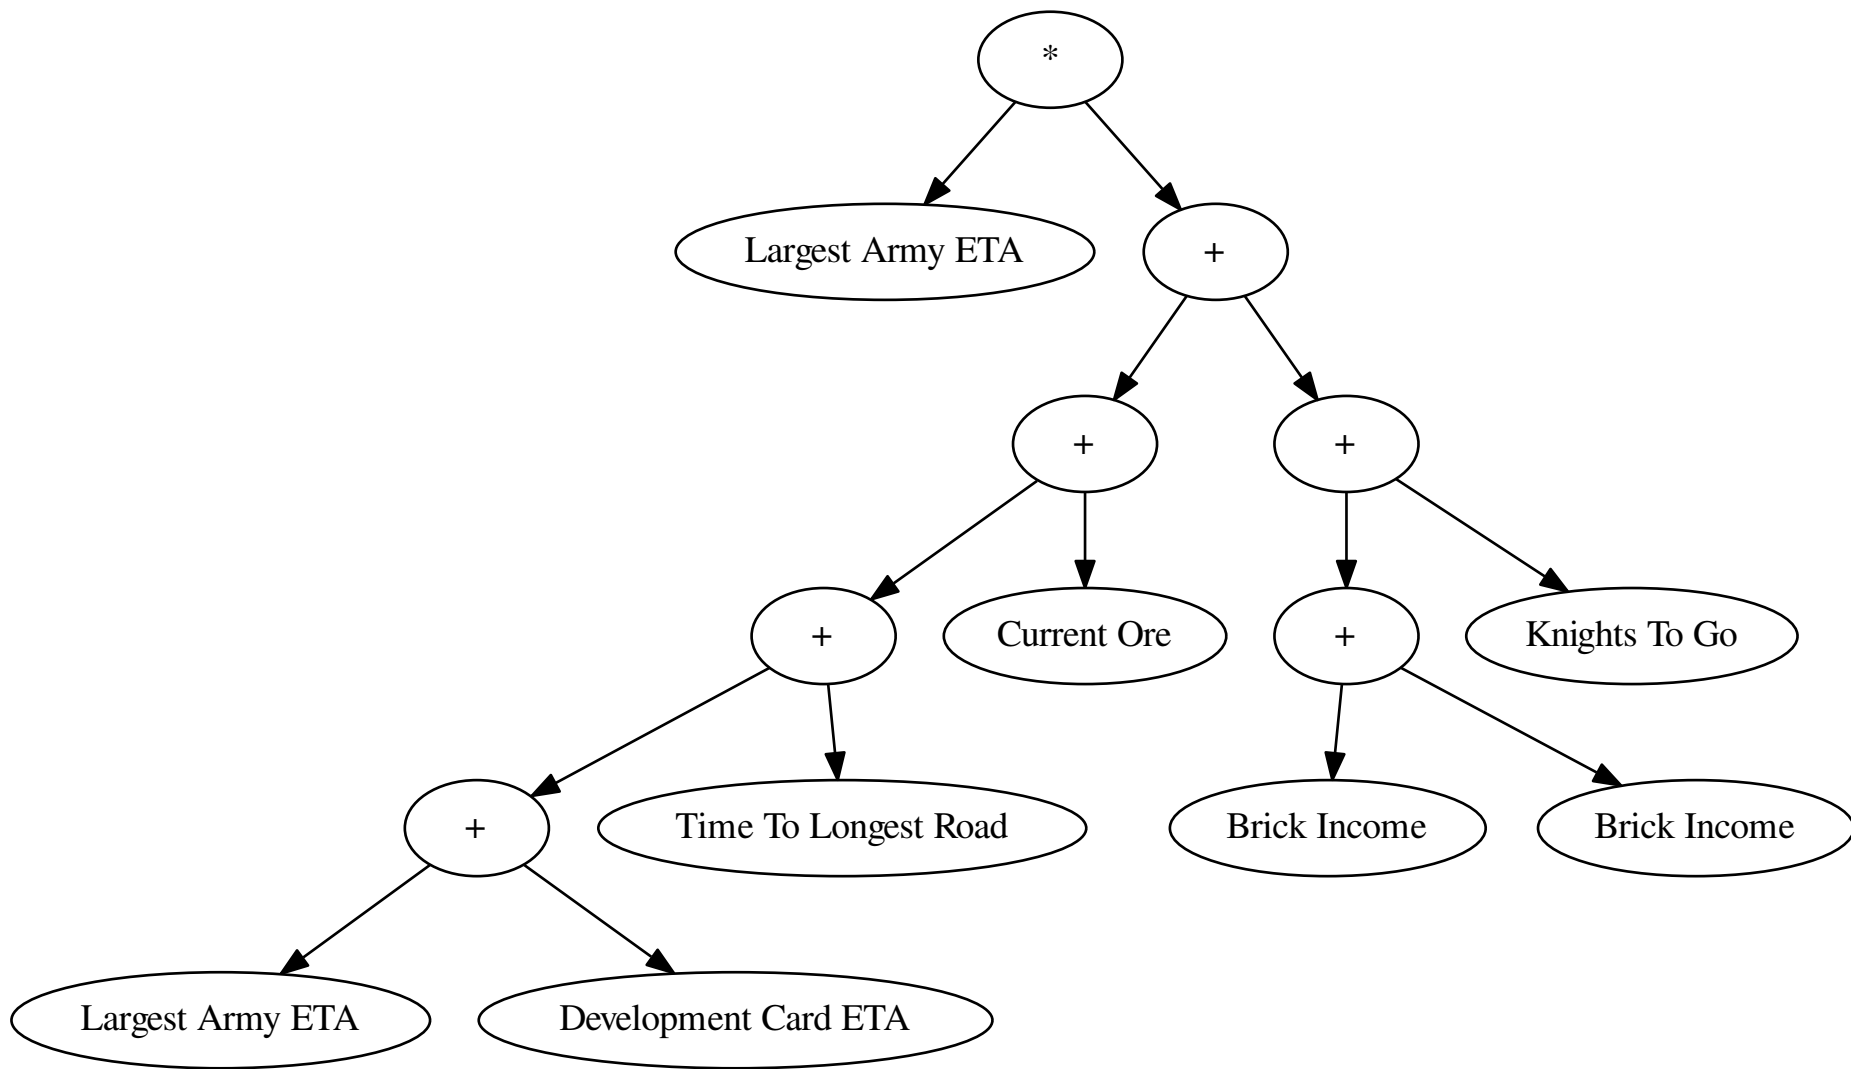 *
Largest Army ETA
+
+
+
+
Current Ore
+
Knights To Go
+
Time To Longest Road
Brick Income
Brick Income
Largest Army ETA
Development Card ETA